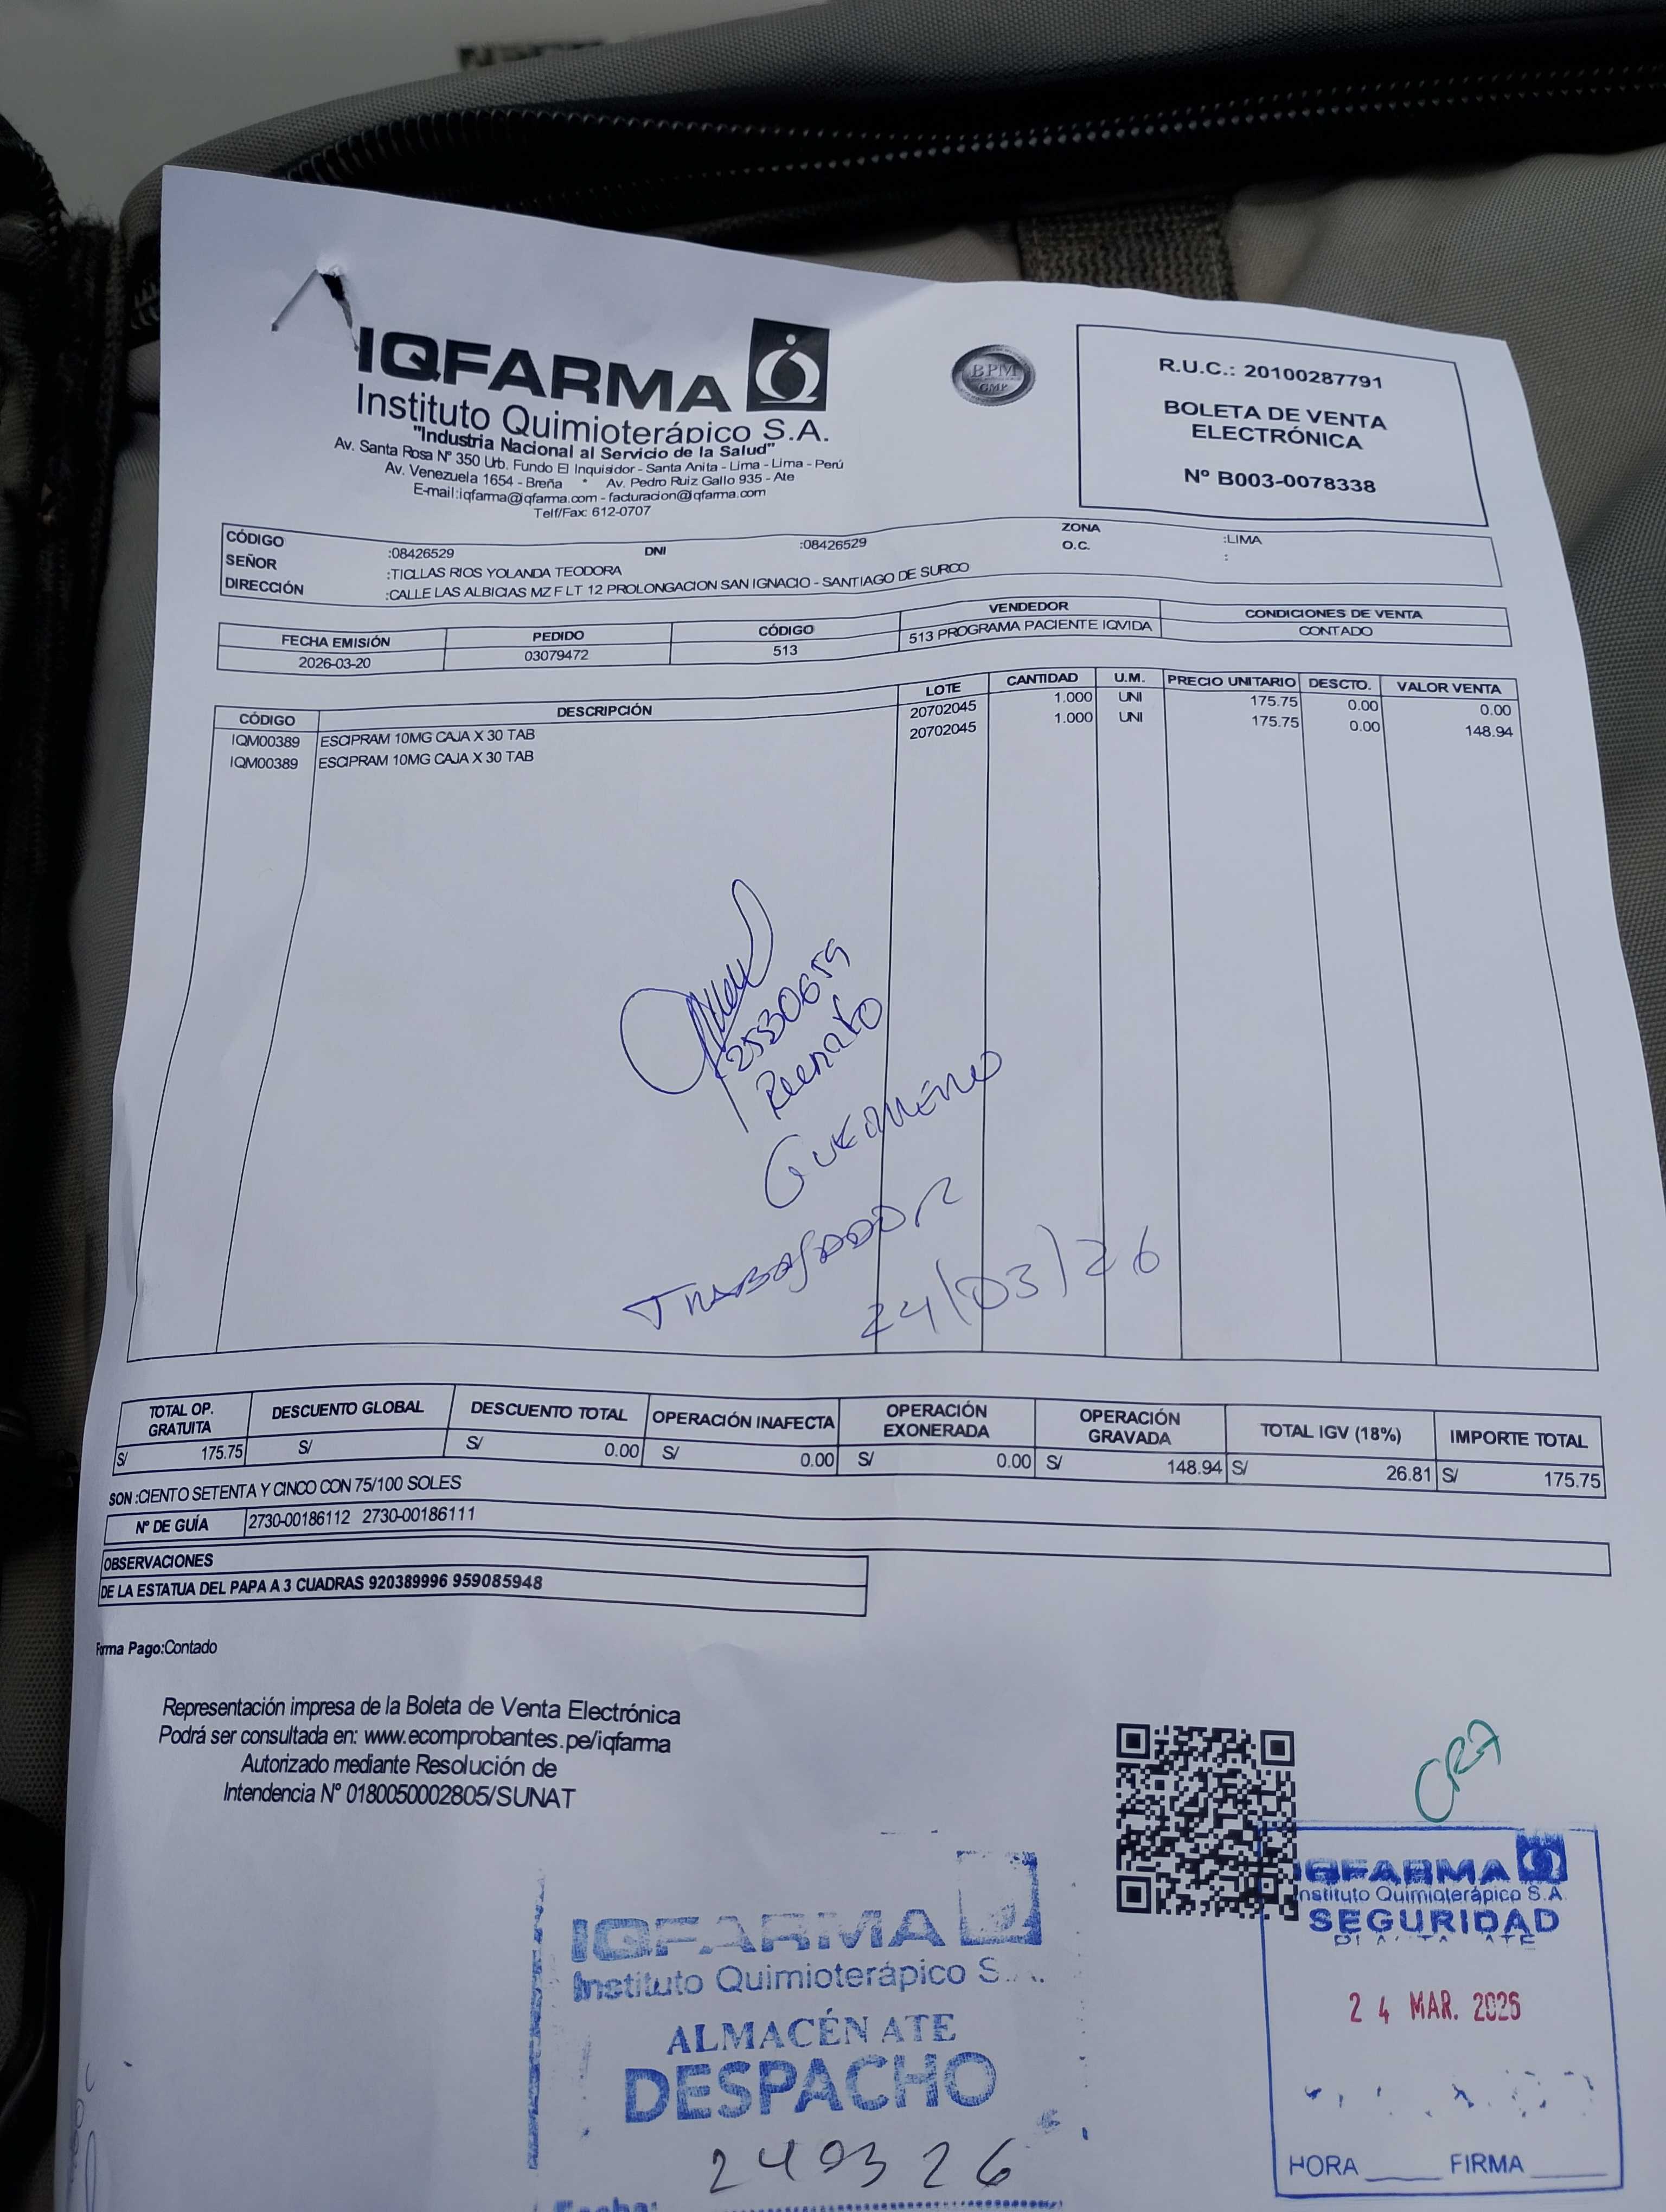 IQFARMA
Instituto Quimioterápico S.A.
"Industria Nacional al Servicio de la Salud"
Av. Santa Rosa Nº 350 Urb. Fundo El Inquisidor - Santa Anita - Lima - Lima - Perú
Av. Venezuela 1654 - Breña * Av. Pedro Ruiz Gallo 935 - Ate
E-mail:iqfarma@iqfarma.com - facturacion@iqfarma.com
Telf/Fax: 612-0707
BPM
GMP
R.U.C.: 20100287791
BOLETA DE VENTA
ELECTRÓNICA
Nº B003-0078338
CÓDIGO :08426529 DNI :08426529 ZONA :LIMA
SEÑOR :TICLLAS RIOS YOLANDA TEODORA O.C. :
DIRECCIÓN :CALLE LAS ALBICIAS MZ F LT 12 PROLONGACION SAN IGNACIO - SANTIAGO DE SURCO
FECHA EMISIÓN PEDIDO CÓDIGO VENDEDOR CONDICIONES DE VENTA
2026-03-20 03079472 513 513 PROGRAMA PACIENTE IQVIDA CONTADO
CÓDIGO DESCRIPCIÓN LOTE CANTIDAD U.M. PRECIO UNITARIO DESCTO. VALOR VENTA
IQM00389 ESCIPRAM 10MG CAJA X 30 TAB 20702045 1.000 UNI 175.75 0.00 0.00
IQM00389 ESCIPRAM 10MG CAJA X 30 TAB 20702045 1.000 UNI 175.75 0.00 148.94
25530659
Renato
TRABAJADOR
24/03/26
TOTAL OP. GRATUITA DESCUENTO GLOBAL DESCUENTO TOTAL OPERACIÓN INAFECTA OPERACIÓN EXONERADA OPERACIÓN GRAVADA TOTAL IGV (18%) IMPORTE TOTAL
S/ 175.75 S/ S/ 0.00 S/ 0.00 S/ 0.00 S/ 148.94 S/ 26.81 S/ 175.75
SON :CIENTO SETENTA Y CINCO CON 75/100 SOLES
Nº DE GUÍA 2730-00186112 2730-00186111
OBSERVACIONES
DE LA ESTATUA DEL PAPA A 3 CUADRAS 920389996 959085948
Forma Pago:Contado
Representación impresa de la Boleta de Venta Electrónica
Podrá ser consultada en: www.ecomprobantes.pe/iqfarma
Autorizado mediante Resolución de
Intendencia Nº 0180050002805/SUNAT
IQFARMA
Instituto Quimioterápico S.A.
SEGURIDAD
PLANTA ATE
24 MAR. 2026
HORA FIRMA
IQFARMA
Instituto Quimioterápico S.A.
ALMACÉN ATE
DESPACHO
240326
Fecha: